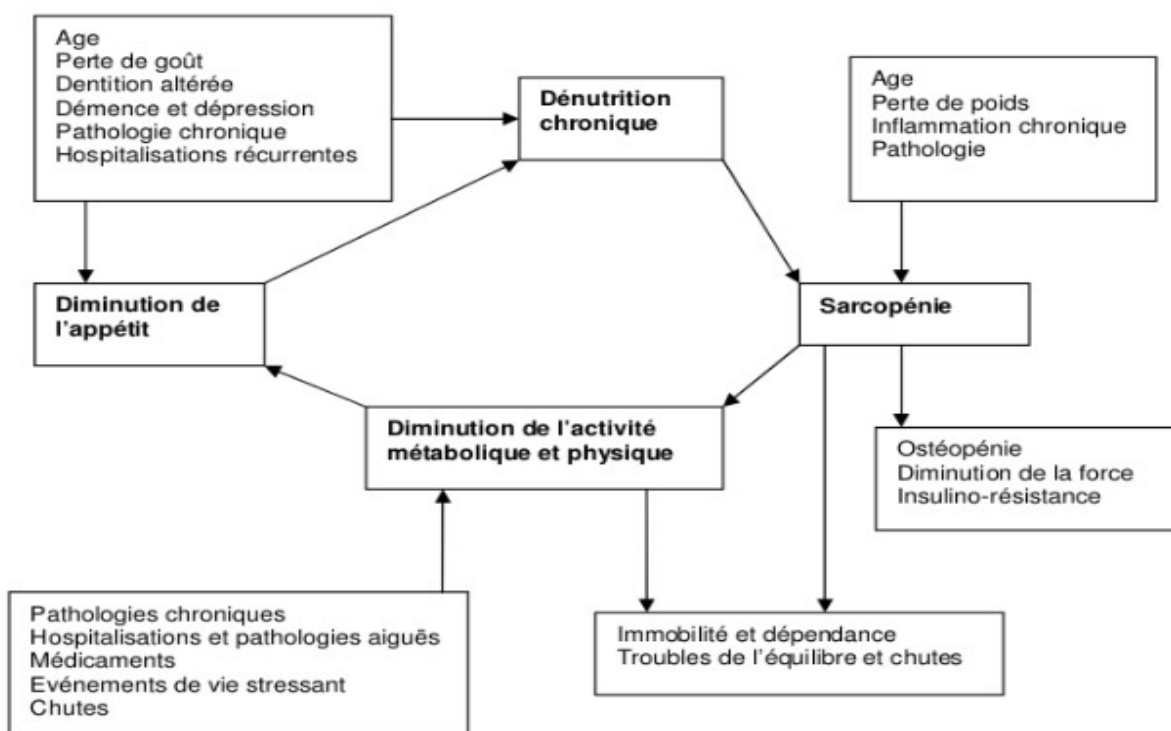 Age
Perte de goût
Dentition altérée
Démence et dépression
Pathologie chronique
Hospitalisations récurrentes
Dénutrition
chronique
Age
Perte de poids
Inflammation chronique
Pathologie
Diminution de
l'appétit
Sarcopénie
Diminution de l'activité
métabolique et physique
Ostéopénie
Diminution de la force
Insulino-résistance
Pathologies chroniques
Hospitalisations et pathologies aiguës
Médicaments
Evénements de vie stressant
Chutes
Immobilité et dépendance
Troubles de l'équilibre et chutes